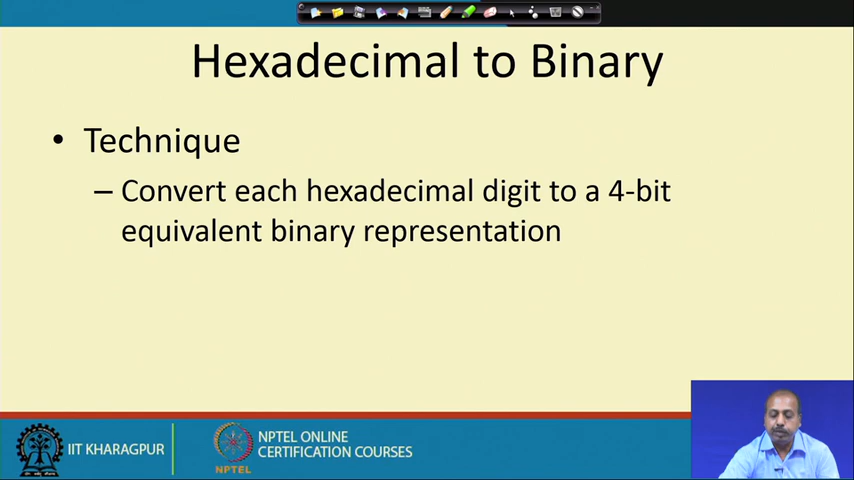 Hexadecimal to Binary
• Technique
– Convert each hexadecimal digit to a 4-bit
equivalent binary representation
IIT KHARAGPUR
NPTEL
NPTEL ONLINE
CERTIFICATION COURSES